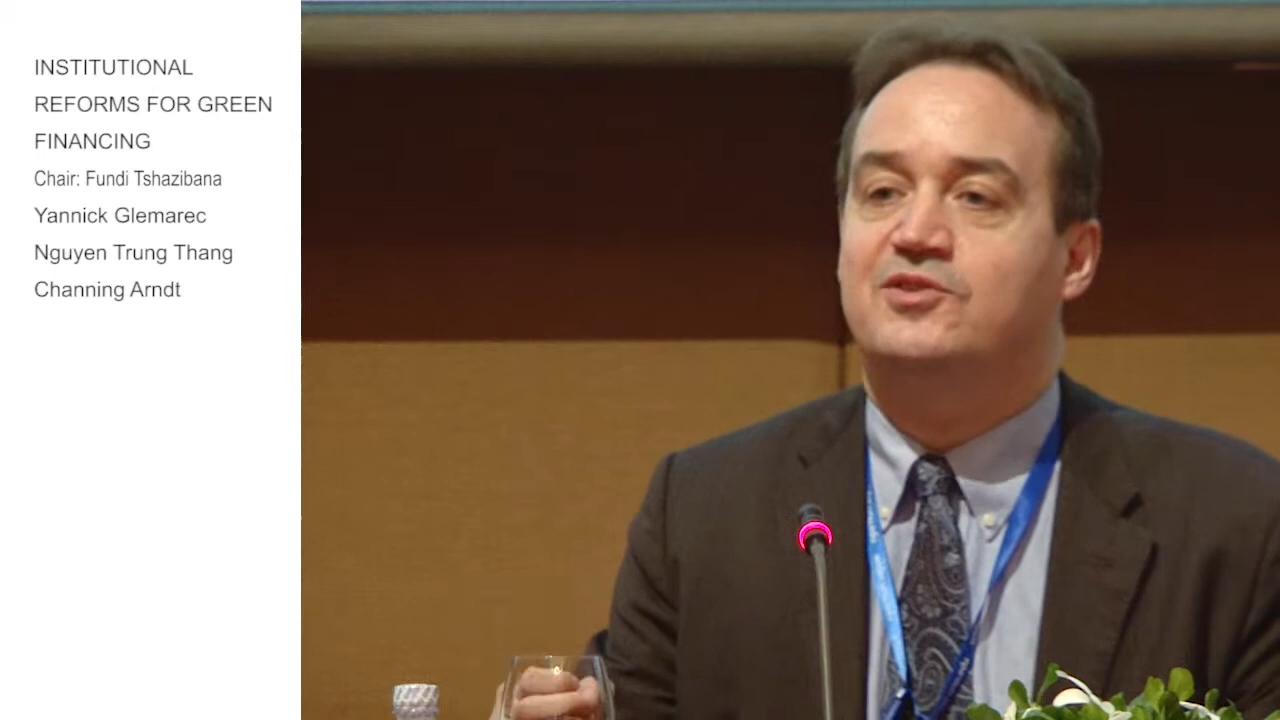 INSTITUTIONAL
REFORMS FOR GREEN
FINANCING
Chair: Fundi Tshazibana
Yannick Glemarec
Nguyen Trung Thang
Channing Arndt